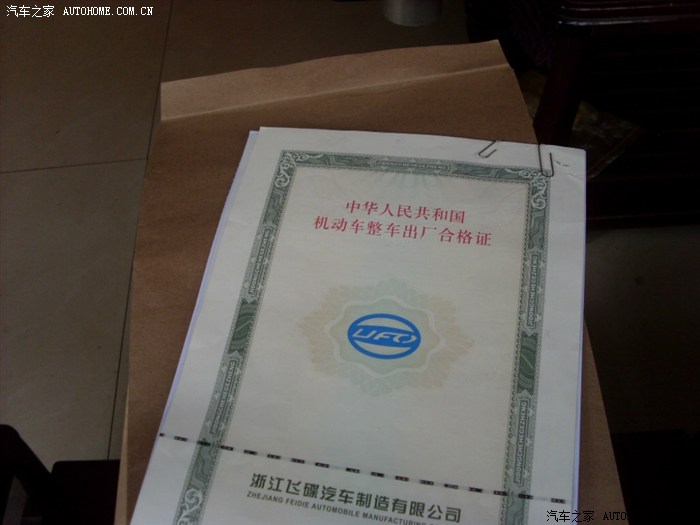 汽车之家 AUTOHOME.COM.CN
中华人民共和国
机动车整车出厂合格证
UFO
浙江飞碟汽车制造有限公司
ZHEJIANG FEIDIE AUTOMOBILE MANUFACTURING
汽车之家 AUTO